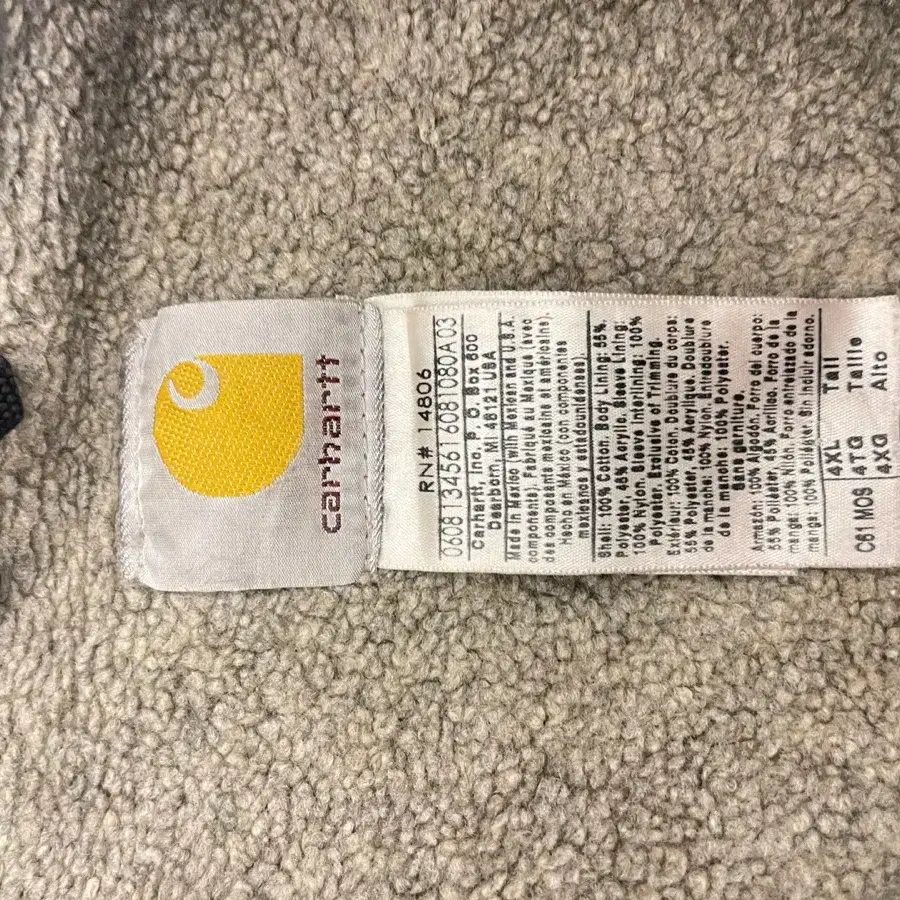 carhartt
RN# 14806
0608 134561 6081080A03
Carhartt, Inc., P. O. Box 600
Dearborn, MI 48121 USA
Made in Mexico (with Mexican and U.S.A.
components). Fabriqué au Mexique (avec
des composants mexicains et américains).
Hecho en México (con componentes
mexicanos y estadounidenses).
Shell: 100% Cotton. Body Lining: 55%
Polyester, 45% Acrylic. Sleeve Lining:
100% Nylon. Sleeve Interlining: 100%
Polyester. Exclusive of Trimming.
Extérieur: 100% Coton. Doublure du corps:
55% Polyester, 45% Acrylique. Doublure
de la manche: 100% Nylon. Entredoublure
de la manche: 100% Polyester.
Sans garniture.
Armazón: 100% Algodón. Forro del cuerpo:
55% Poliéster, 45% Acrílico. Forro de la
manga: 100% Nilon. Forro entrelazado de la
manga: 100% Poliéster. Sin incluir adorno.
4XL Tall
4TG Taille
C61 MOS 4XG Alto